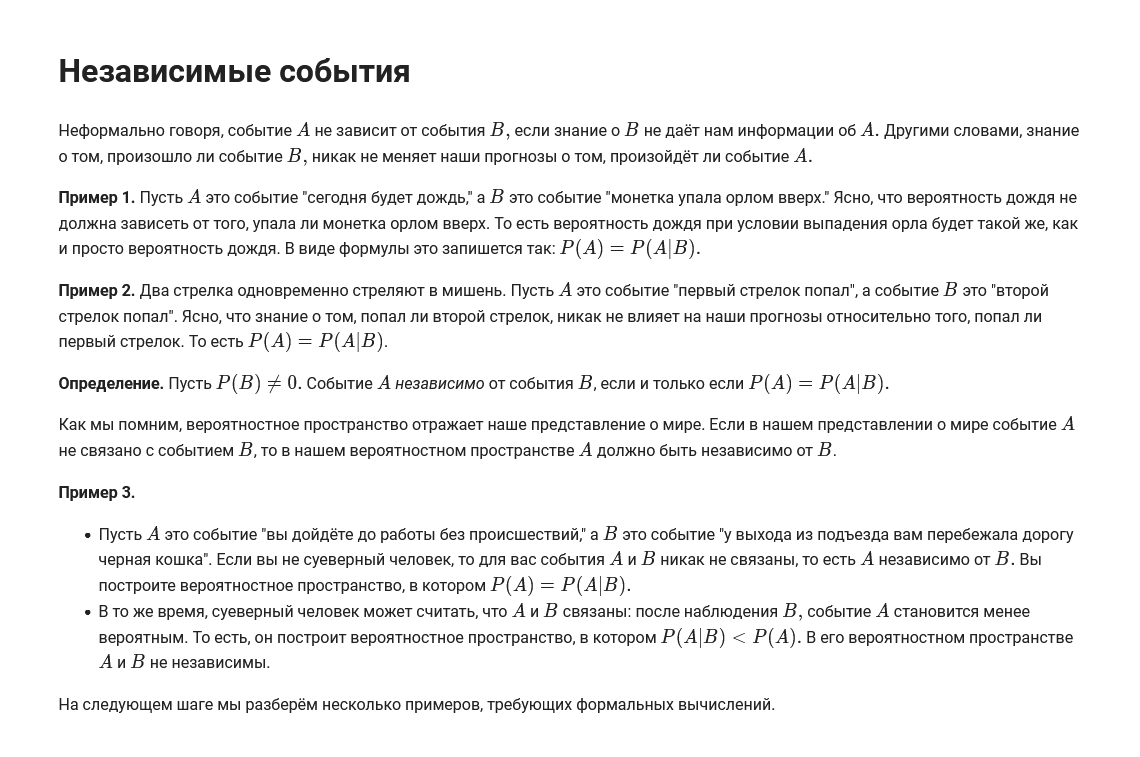 Независимые события
Неформально говоря, событие A не зависит от события B, если знание о B не даёт нам информации об A. Другими словами, знание
о том, произошло ли событие B, никак не меняет наши прогнозы о том, произойдёт ли событие A.
Пример 1. Пусть A это событие "сегодня будет дождь," а B это событие "монетка упала орлом вверх." Ясно, что вероятность дождя не
должна зависеть от того, упала ли монетка орлом вверх. То есть вероятность дождя при условии выпадения орла будет такой же, как
и просто вероятность дождя. В виде формулы это запишется так: P(A) = P(A|B).
Пример 2. Два стрелка одновременно стреляют в мишень. Пусть A это событие "первый стрелок попал", а событие B это "второй
стрелок попал". Ясно, что знание о том, попал ли второй стрелок, никак не влияет на наши прогнозы относительно того, попал ли
первый стрелок. То есть P(A) = P(A|B).
Определение. Пусть P(B) ≠ 0. Событие A независимо от события B, если и только если P(A) = P(A|B).
Как мы помним, вероятностное пространство отражает наше представление о мире. Если в нашем представлении о мире событие A
не связано с событием B, то в нашем вероятностном пространстве A должно быть независимо от B.
Пример 3.
• Пусть A это событие "вы дойдёте до работы без происшествий," а B это событие "у выхода из подъезда вам перебежала дорогу
черная кошка". Если вы не суеверный человек, то для вас события A и B никак не связаны, то есть A независимо от B. Вы
построите вероятностное пространство, в котором P(A) = P(A|B).
• В то же время, суеверный человек может считать, что A и B связаны: после наблюдения B, событие A становится менее
вероятным. То есть, он построит вероятностное пространство, в котором P(A|B) < P(A). В его вероятностном пространстве
A и B не независимы.
На следующем шаге мы разберём несколько примеров, требующих формальных вычислений.